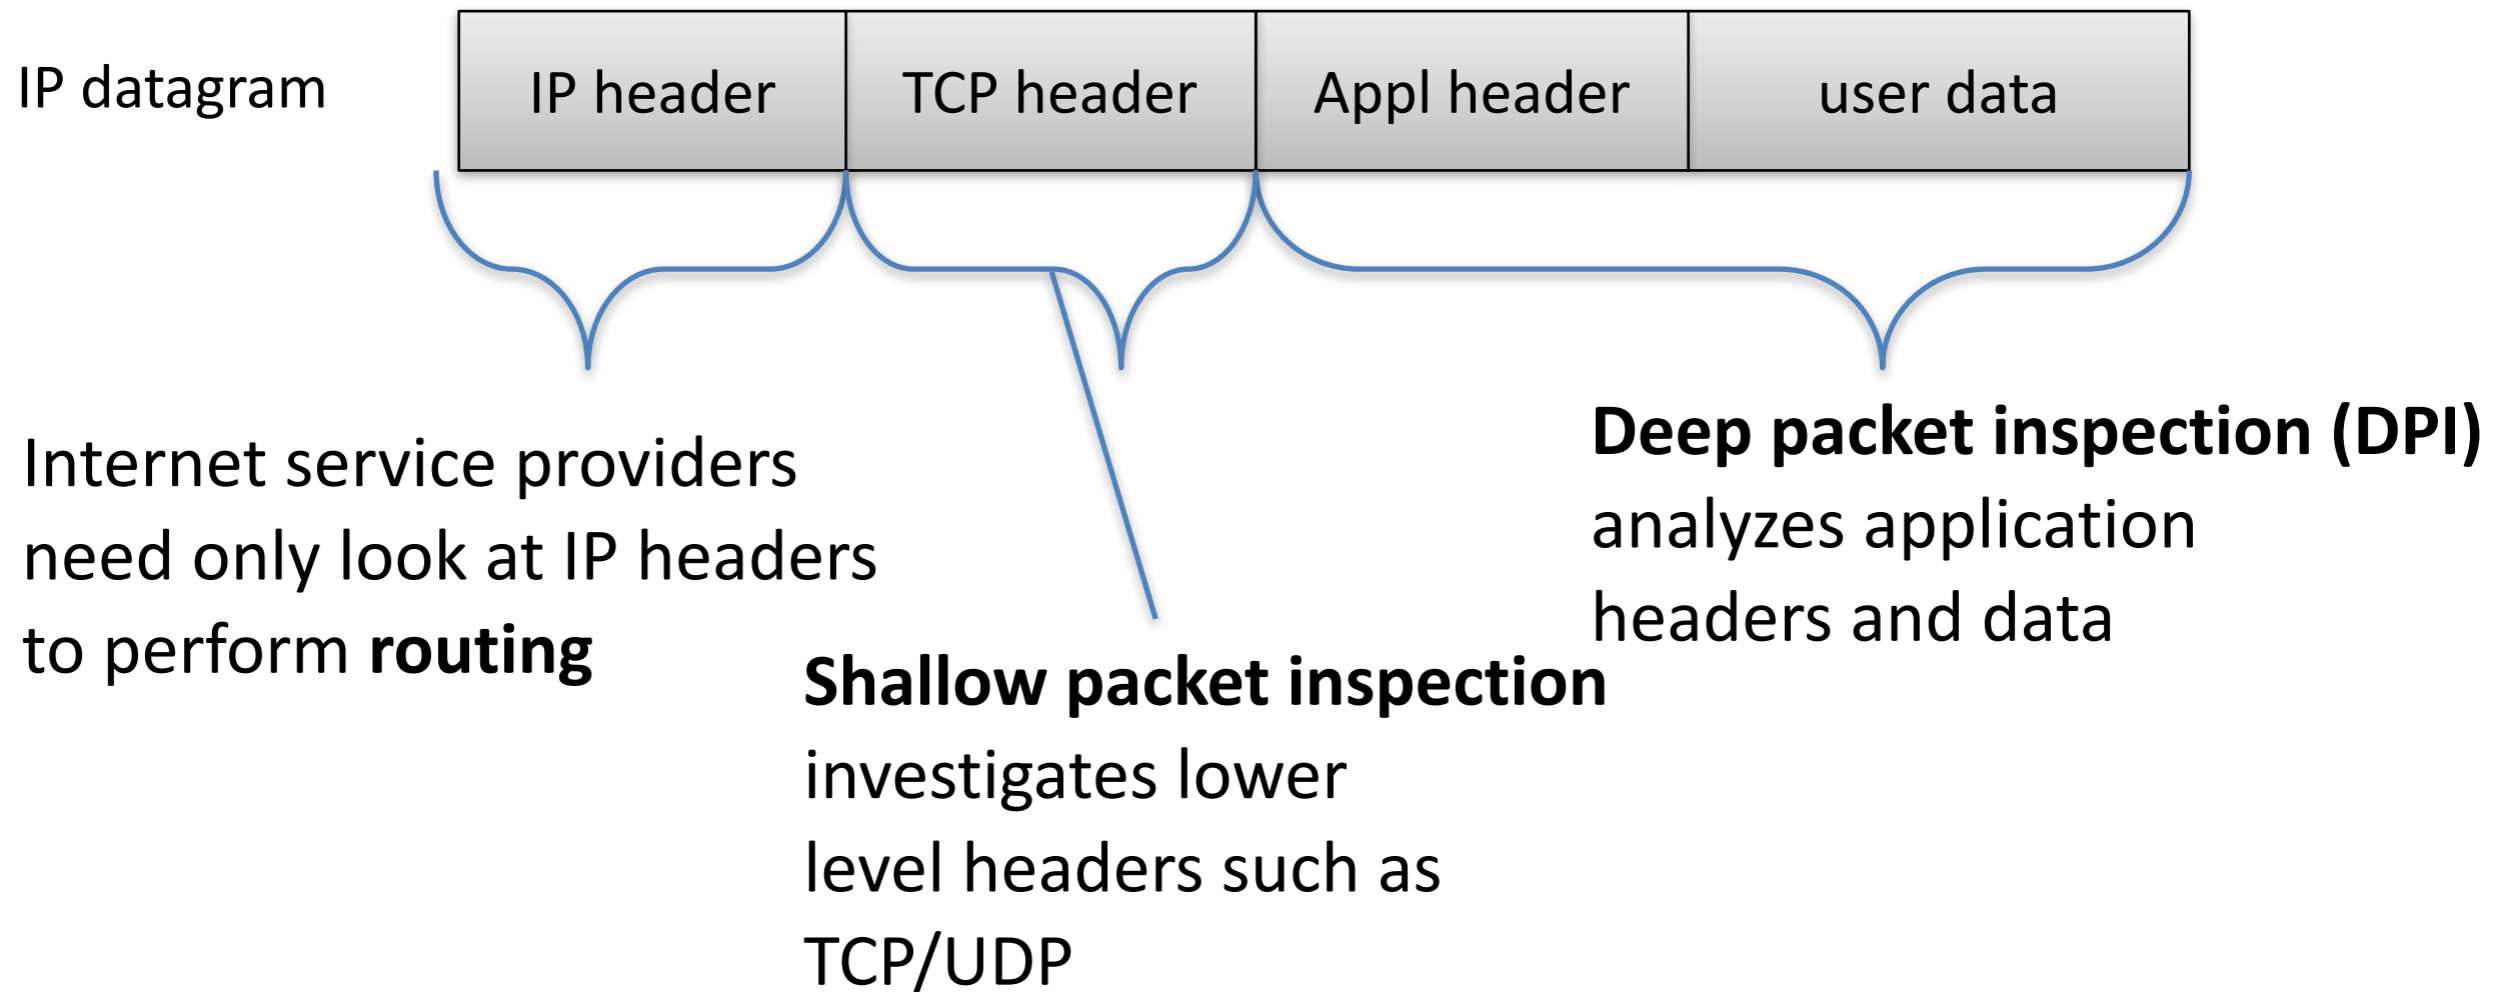 IP datagram
IP header
TCP header
Appl header
user data
Internet service providers
need only look at IP headers
to perform routing
Shallow packet inspection
investigates lower
level headers such as
TCP/UDP
Deep packet inspection (DPI)
analyzes application
headers and data